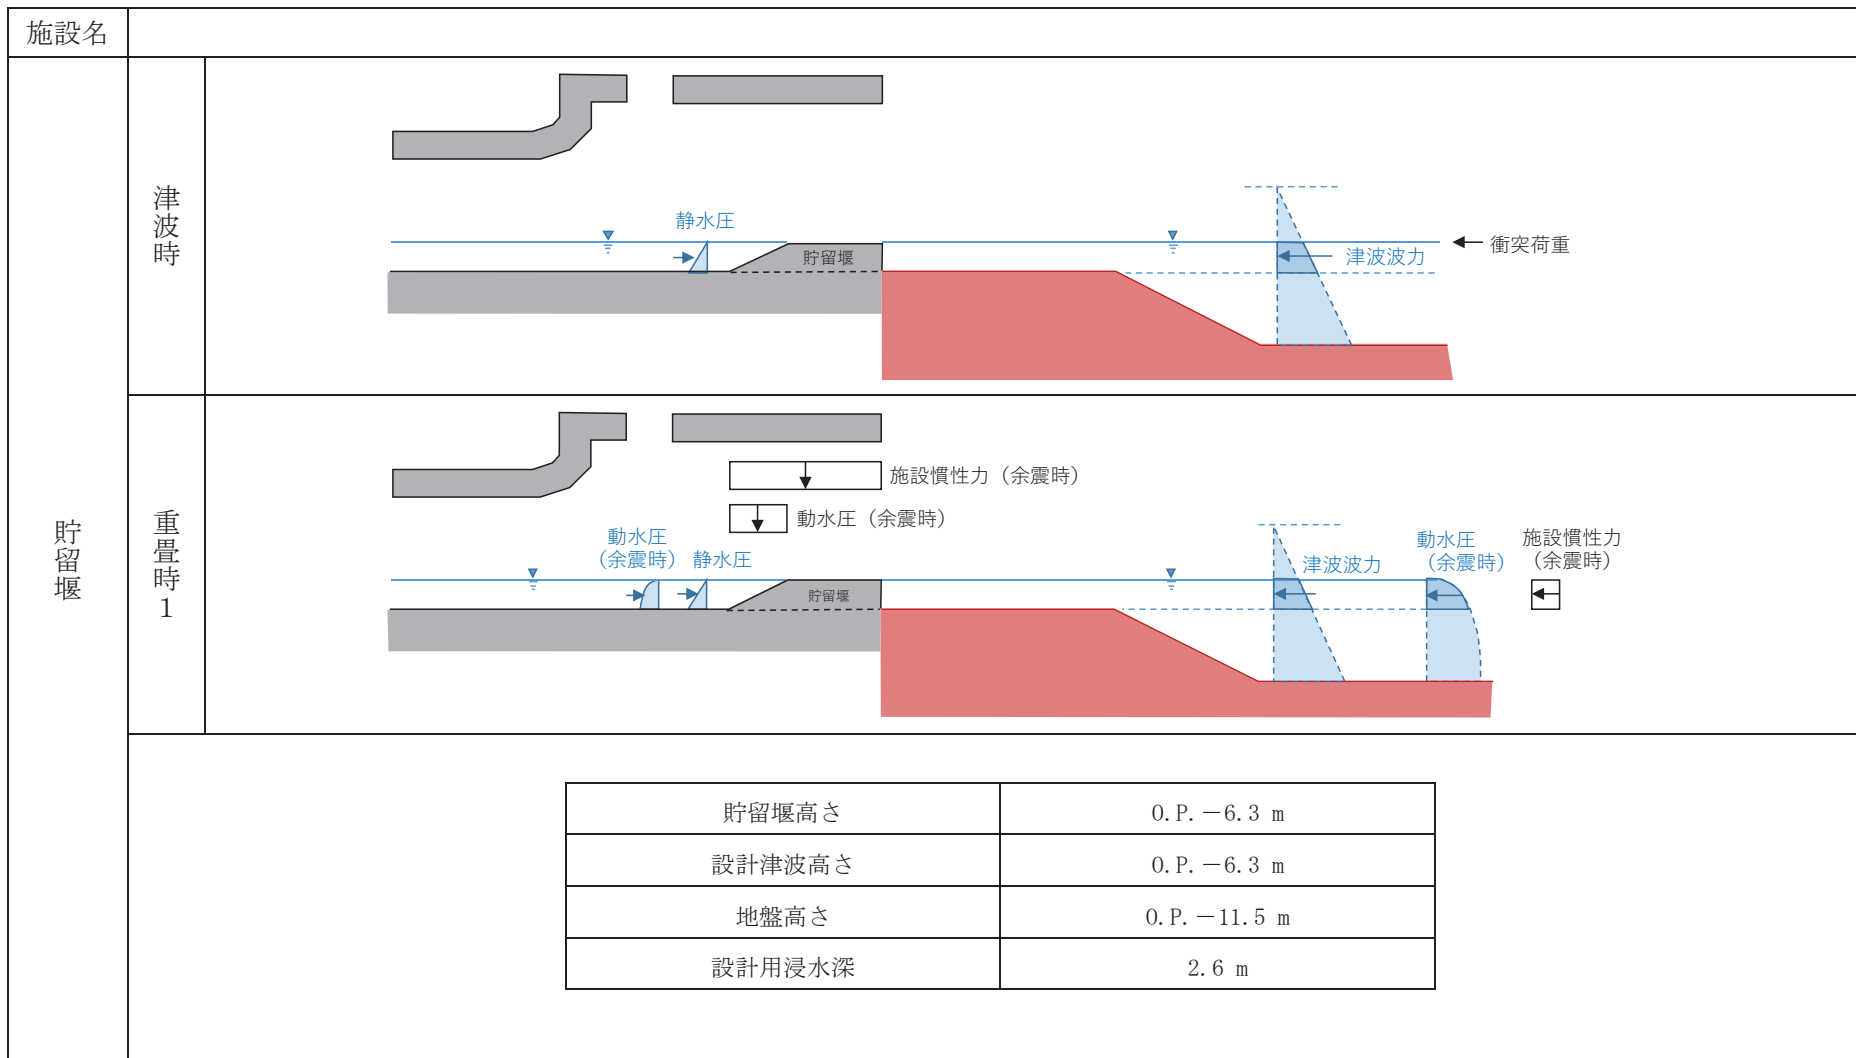 施設名
貯留堰
津波時
静水圧
貯留堰
津波波力
衝突荷重
重畳時1
施設慣性力（余震時）
動水圧（余震時）
動水圧
（余震時）
静水圧
貯留堰
津波波力
動水圧
（余震時）
施設慣性力
（余震時）
貯留堰高さ O.P.－6.3 m
設計津波高さ O.P.－6.3 m
地盤高さ O.P.－11.5 m
設計用浸水深 2.6 m